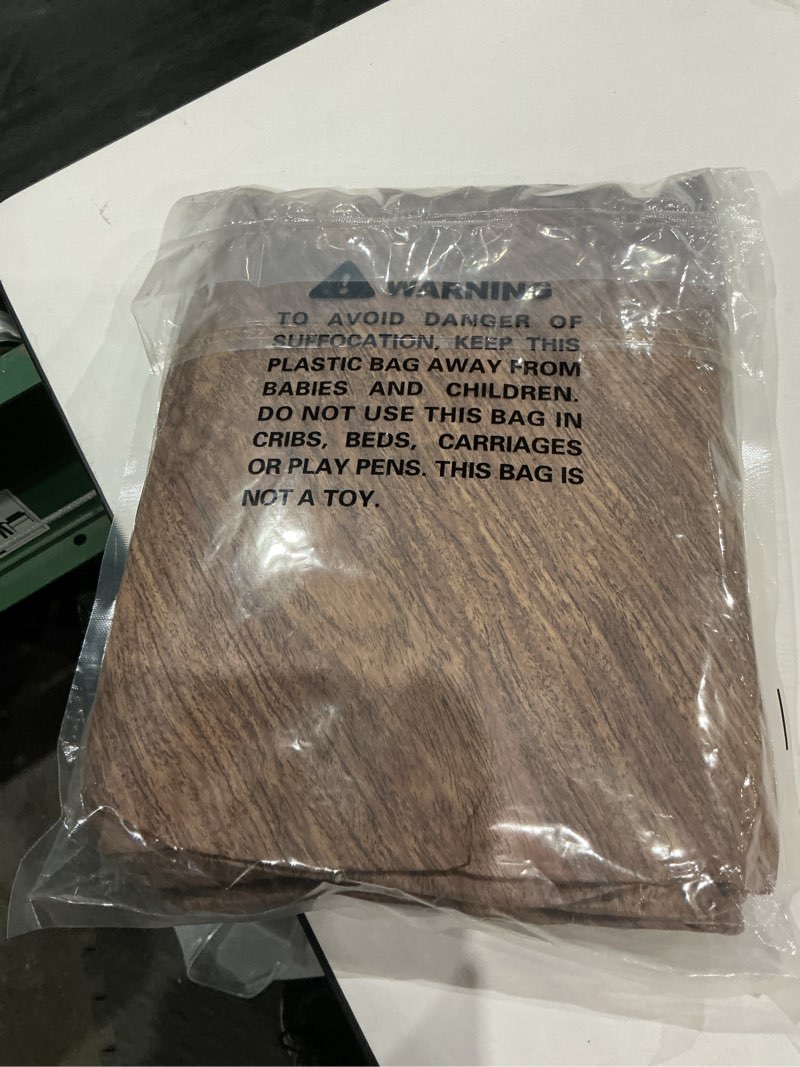 WARNING
TO AVOID DANGER OF
SUFFOCATION, KEEP THIS
PLASTIC BAG AWAY FROM
BABIES AND CHILDREN.
DO NOT USE THIS BAG IN
CRIBS, BEDS, CARRIAGES
OR PLAY PENS. THIS BAG IS
NOT A TOY.